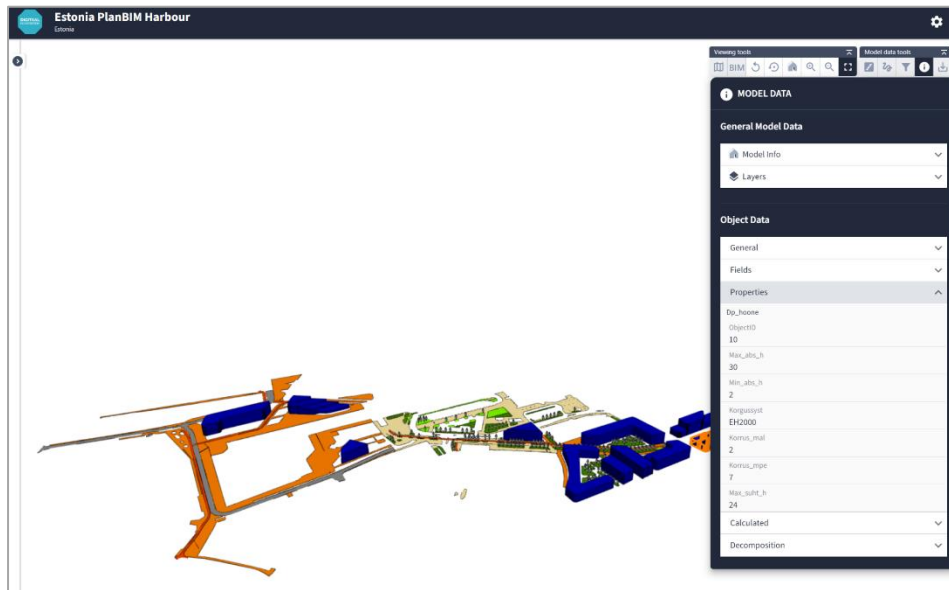 Estonia PlanBIM Harbour
Estonia
Viewing tools
Model data tools
BIM
MODEL DATA
General Model Data
Model Info
Layers
Object Data
General
Fields
Properties
Dp_hoone
ObjectID
10
Max_abs_h
30
Min_abs_h
2
Korgussyst
EH2000
Korrus_mal
2
Korrus_mpe
7
Max_suht_h
24
Calculated
Decomposition